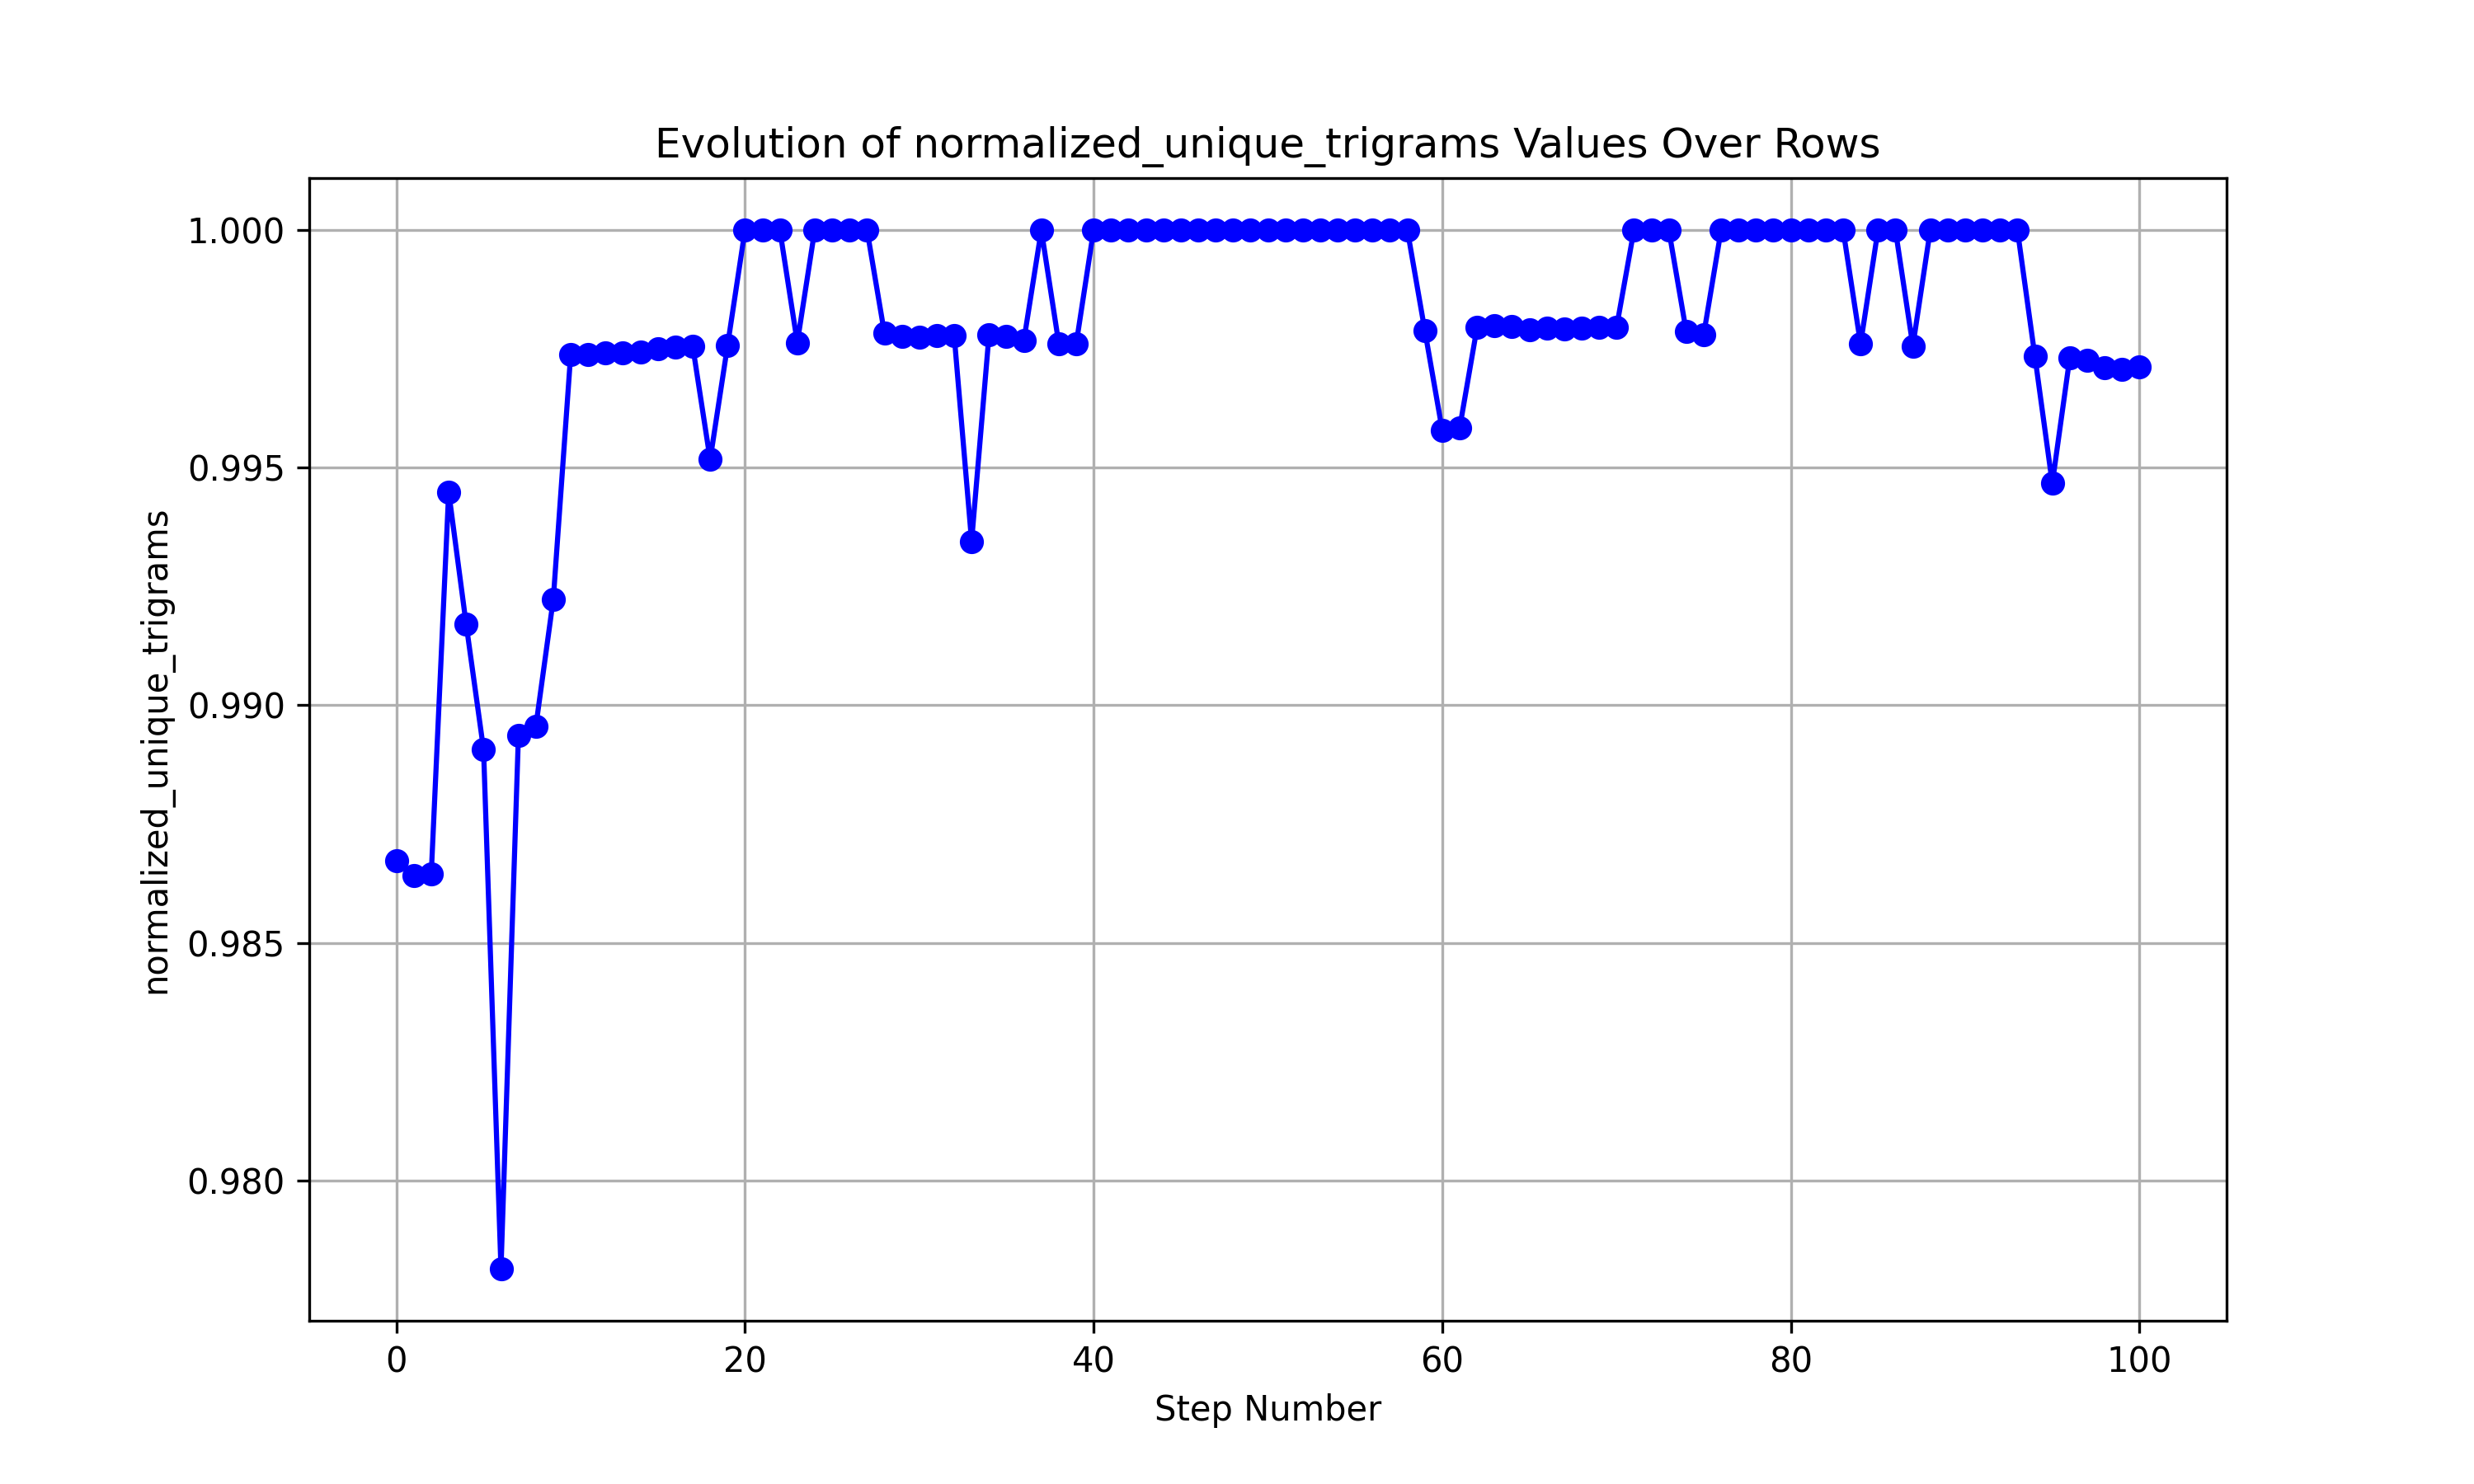 Evolution of normalized_unique_trigrams Values Over Rows
1.000
0.995
0.990
0.985
0.980
normalized_unique_trigrams
0 20 40 60 80 100
Step Number